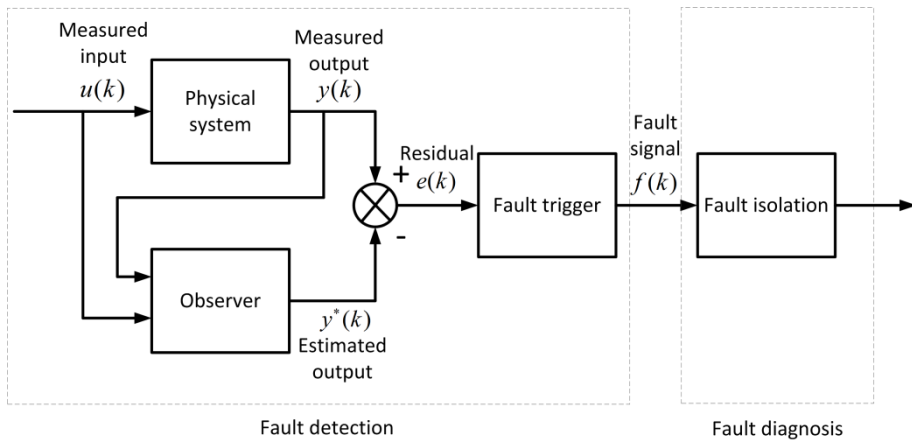 Measured
input
u(k)
Physical
system
Measured
output
y(k)
Observer
y*(k)
Estimated
output
+
-
Residual
e(k)
Fault trigger
Fault
signal
f(k)
Fault isolation
Fault detection
Fault diagnosis